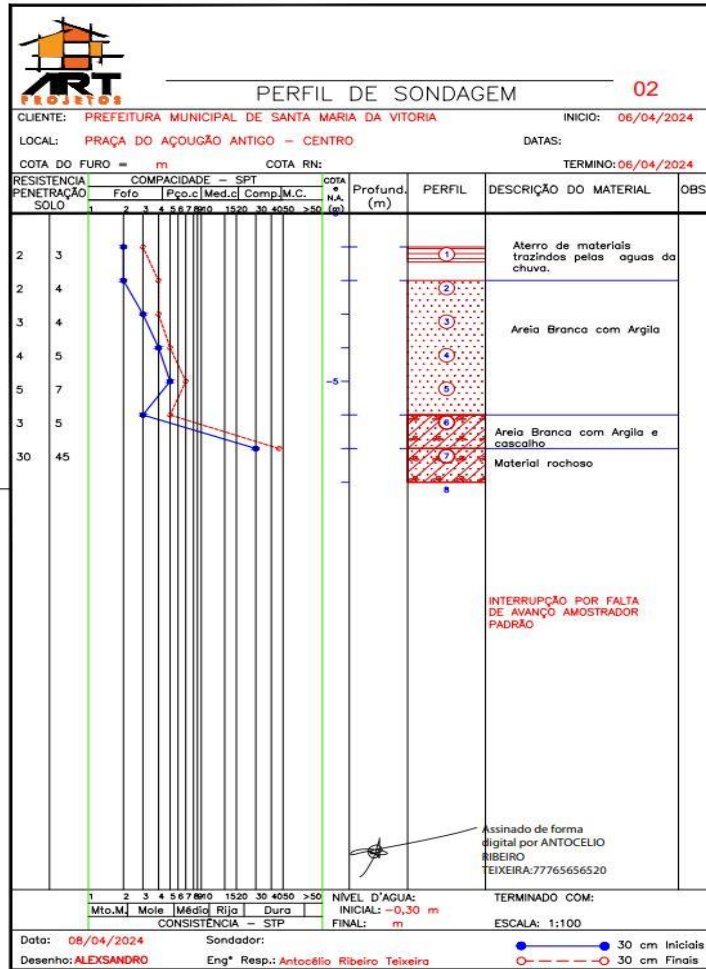 ART
PROJETOS
PERFIL DE SONDAGEM 02
CLIENTE: PREFEITURA MUNICIPAL DE SANTA MARIA DA VITORIA INICIO: 06/04/2024
LOCAL: PRAÇA DO AÇOUGÃO ANTIGO – CENTRO DATAS:
COTA DO FURO = m COTA RN: TERMINO: 06/04/2024
RESISTENCIA PENETRAÇÃO SOLO
COMPACIDADE – SPT
Fofo Pço.c Med.c Comp. M.C.
1 2 3 4 5 6 7 8 9 10 15 20 30 40 50 >50
COTA e N.A. (m)
Profund. (m)
PERFIL
DESCRIÇÃO DO MATERIAL
OBS
2 3
2 4
3 4
4 5
5 7
3 5
30 45
-5
1
2
3
4
5
6
7
8
Aterro de materiais
trazindos pelas aguas da
chuva.
Areia Branca com Argila
Areia Branca com Argila e
cascalho
Material rochoso
INTERRUPÇÃO POR FALTA
DE AVANÇO AMOSTRADOR
PADRÃO
Assinado de forma
digital por ANTOCELIO
RIBEIRO
TEIXEIRA:77765656520
1 2 3 4 5 6 7 8 9 10 15 20 30 40 50 >50
Mto.M. Mole Médio Rija Dura
CONSISTÊNCIA – STP
NÍVEL D'AGUA:
INICIAL: -0,30 m
FINAL: m
TERMINADO COM:
ESCALA: 1:100
Data: 08/04/2024 Sondador:
Desenho: ALEXSANDRO Engº Resp.: Antocélio Ribeiro Teixeira
30 cm Iniciais
30 cm Finais